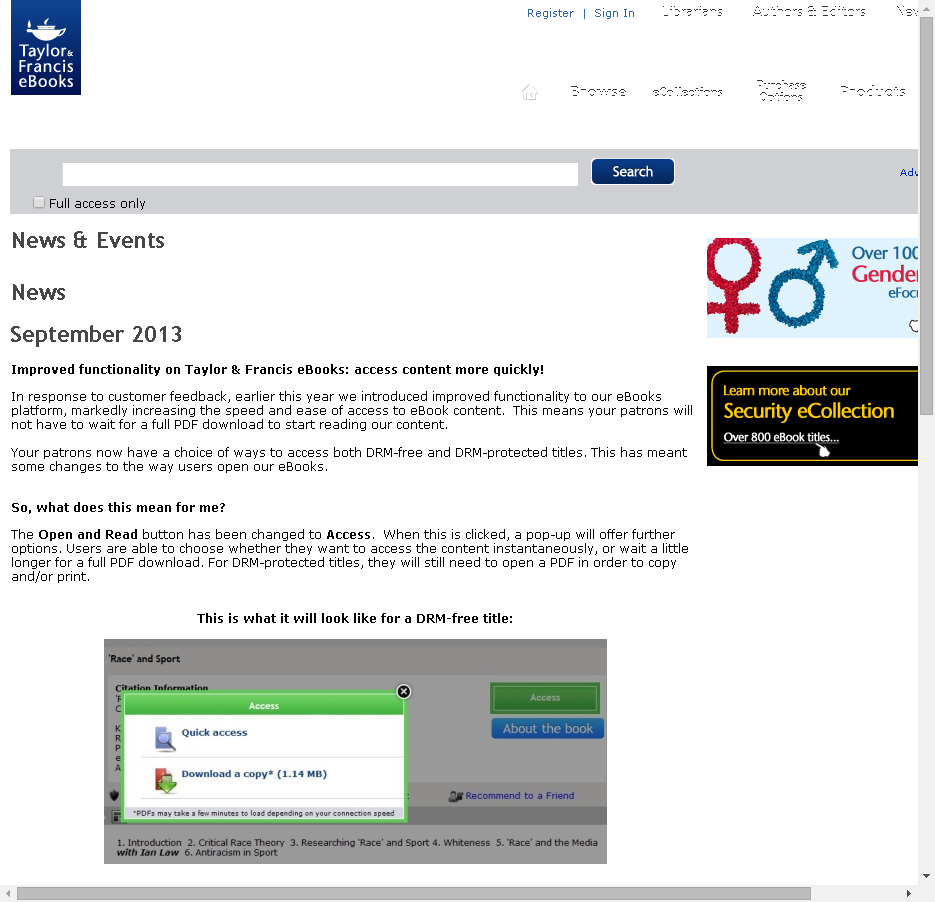 Taylor &
Francis
eBooks
Register | Sign In
Librarians
Authors & Editors
Browse
eCollections
Purchase
Options
Products
Search
Full access only
News & Events
News
September 2013
Improved functionality on Taylor & Francis eBooks: access content more quickly!
In response to customer feedback, earlier this year we introduced improved functionality to our eBooks
platform, markedly increasing the speed and ease of access to eBook content. This means your patrons will
not have to wait for a full PDF download to start reading our content.
Your patrons now have a choice of ways to access both DRM-free and DRM-protected titles. This has meant
some changes to the way users open our eBooks.
So, what does this mean for me?
The Open and Read button has been changed to Access. When this is clicked, a pop-up will offer further
options. Users are able to choose whether they want to access the content instantaneously, or wait a little
longer for a full PDF download. For DRM-protected titles, they will still need to open a PDF in order to copy
and/or print.
This is what it will look like for a DRM-free title:
'Race' and Sport
Citation Information
Access
Quick access
Download a copy* (1.14 MB)
*PDFs may take a few minutes to load depending on your connection speed
Access
About the book
Recommend to a Friend
1. Introduction 2. Critical Race Theory 3. Researching 'Race' and Sport 4. Whiteness 5. 'Race' and the Media
with Ian Law 6. Antiracism in Sport
Over 100
Gender
eFoc
Learn more about our
Security eCollection
Over 800 eBook titles...